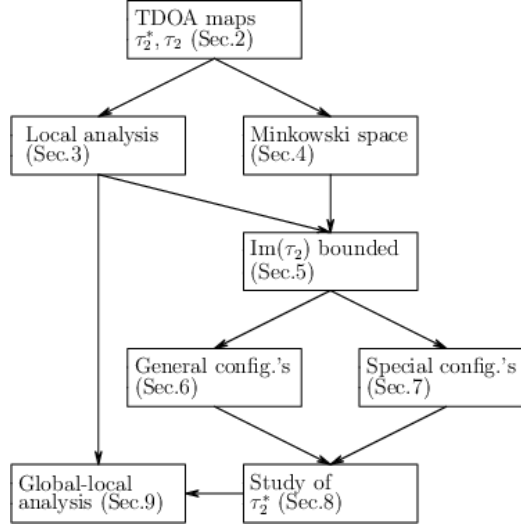 TDOA maps
τ₂*, τ₂ (Sec.2)
Local analysis
(Sec.3)
Minkowski space
(Sec.4)
Im(τ₂) bounded
(Sec.5)
General config.'s
(Sec.6)
Special config.'s
(Sec.7)
Global-local
analysis (Sec.9)
Study of
τ₂* (Sec.8)